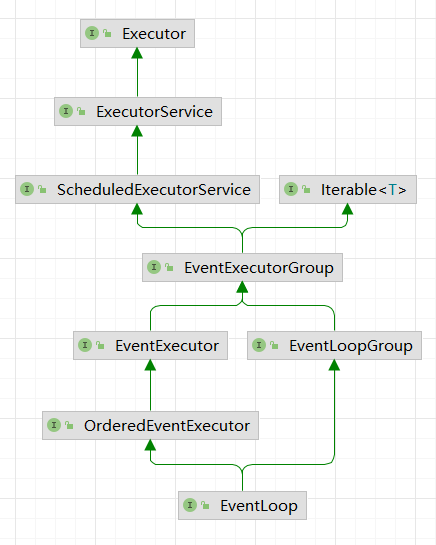 I Executor
I ExecutorService
I ScheduledExecutorService
I Iterable<T>
I EventExecutorGroup
I EventExecutor
I EventLoopGroup
I OrderedEventExecutor
I EventLoop